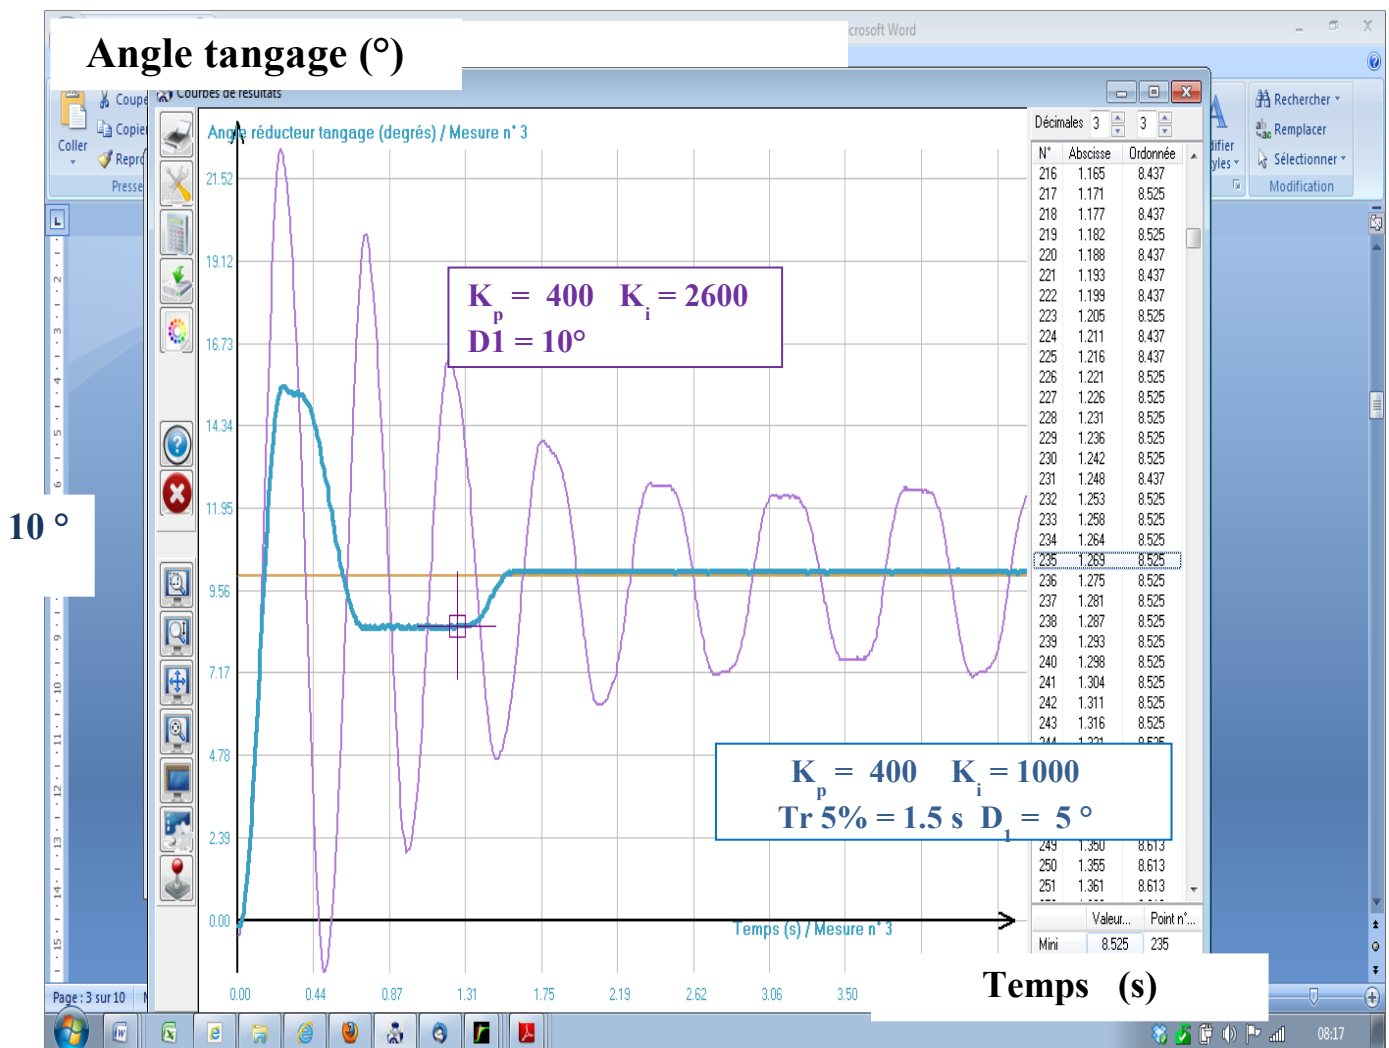 crosoft Word
Angle tangage (°)
Coupe
Copier
Repro
Coller
Presse
Rechercher
Remplacer
Sélectionner
Modification
difier
yles
Courbes de résultats
Angle réducteur tangage (degrés) / Mesure n° 3
Décimales 3 3
N° Abscisse Ordonnée
216 1.165 8.437
217 1.171 8.525
218 1.177 8.437
219 1.182 8.525
220 1.188 8.437
221 1.193 8.437
222 1.199 8.437
223 1.205 8.525
224 1.211 8.437
225 1.216 8.437
226 1.221 8.525
227 1.226 8.525
228 1.231 8.525
229 1.236 8.525
230 1.242 8.525
231 1.248 8.437
232 1.253 8.525
233 1.258 8.525
234 1.264 8.525
235 1.269 8.525
236 1.275 8.525
237 1.281 8.525
238 1.287 8.525
239 1.293 8.525
240 1.298 8.525
241 1.304 8.525
242 1.311 8.525
243 1.316 8.525
249 1.350 8.613
250 1.355 8.613
251 1.361 8.613
Valeur... Point n°...
Mini 8.525 235
21.52
19.12
16.73
14.34
11.95
9.56
7.17
4.78
2.39
0.00
Kp = 400 Ki = 2600
D1 = 10°
10 °
Kp = 400 Ki = 1000
Tr 5% = 1.5 s D1 = 5 °
Temps (s) / Mesure n° 3
0.00 0.44 0.87 1.31 1.75 2.19 2.62 3.06 3.50
Temps (s)
Page : 3 sur 10
08:17